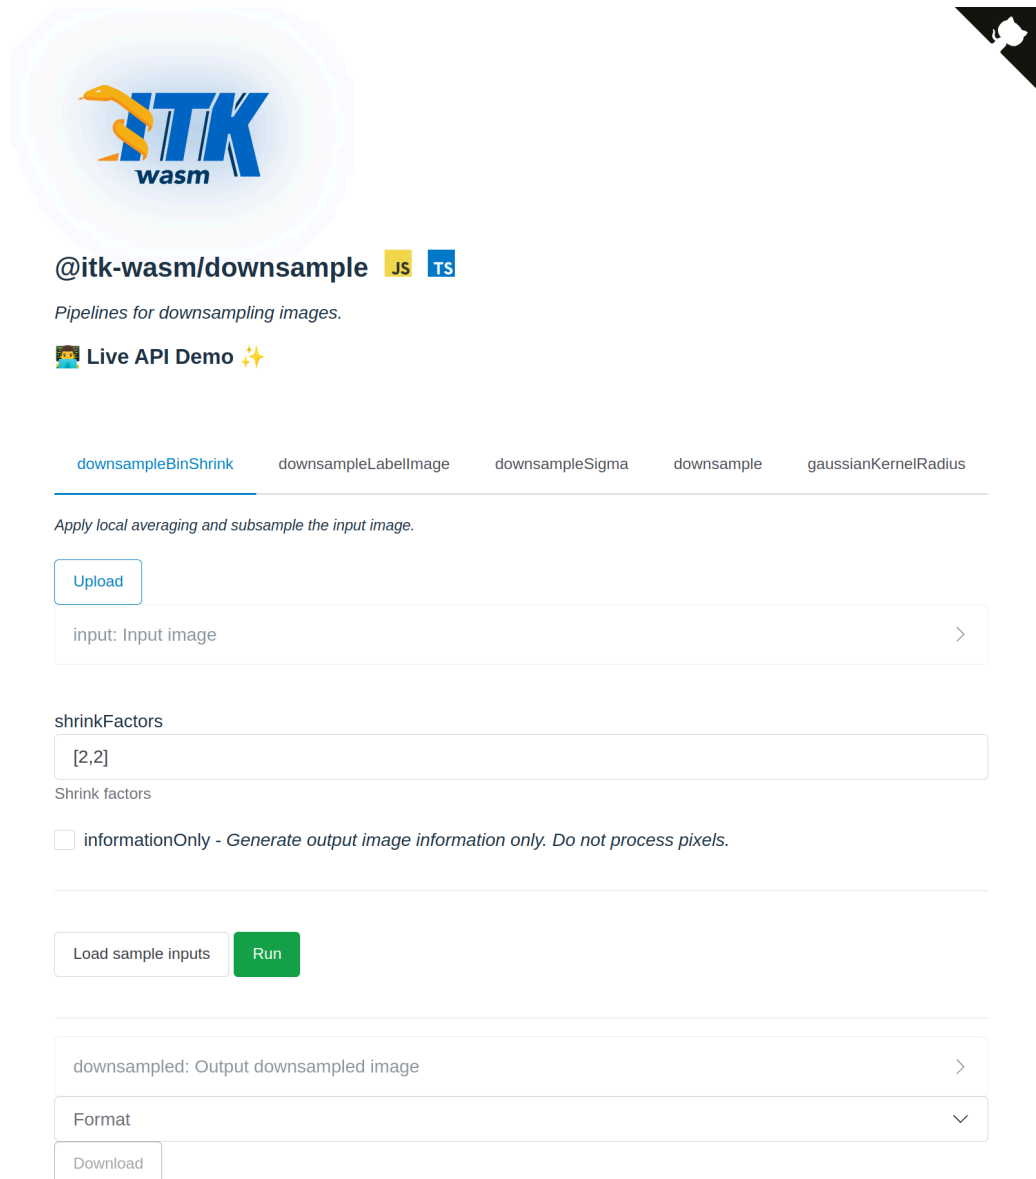 ITK
wasm
@itk-wasm/downsample JS TS
Pipelines for downsampling images.
👨‍💻 Live API Demo ✨
downsampleBinShrink downsampleLabelImage downsampleSigma downsample gaussianKernelRadius
Apply local averaging and subsample the input image.
Upload
input: Input image
shrinkFactors
[2,2]
Shrink factors
informationOnly - Generate output image information only. Do not process pixels.
Load sample inputs Run
downsampled: Output downsampled image
Format
Download